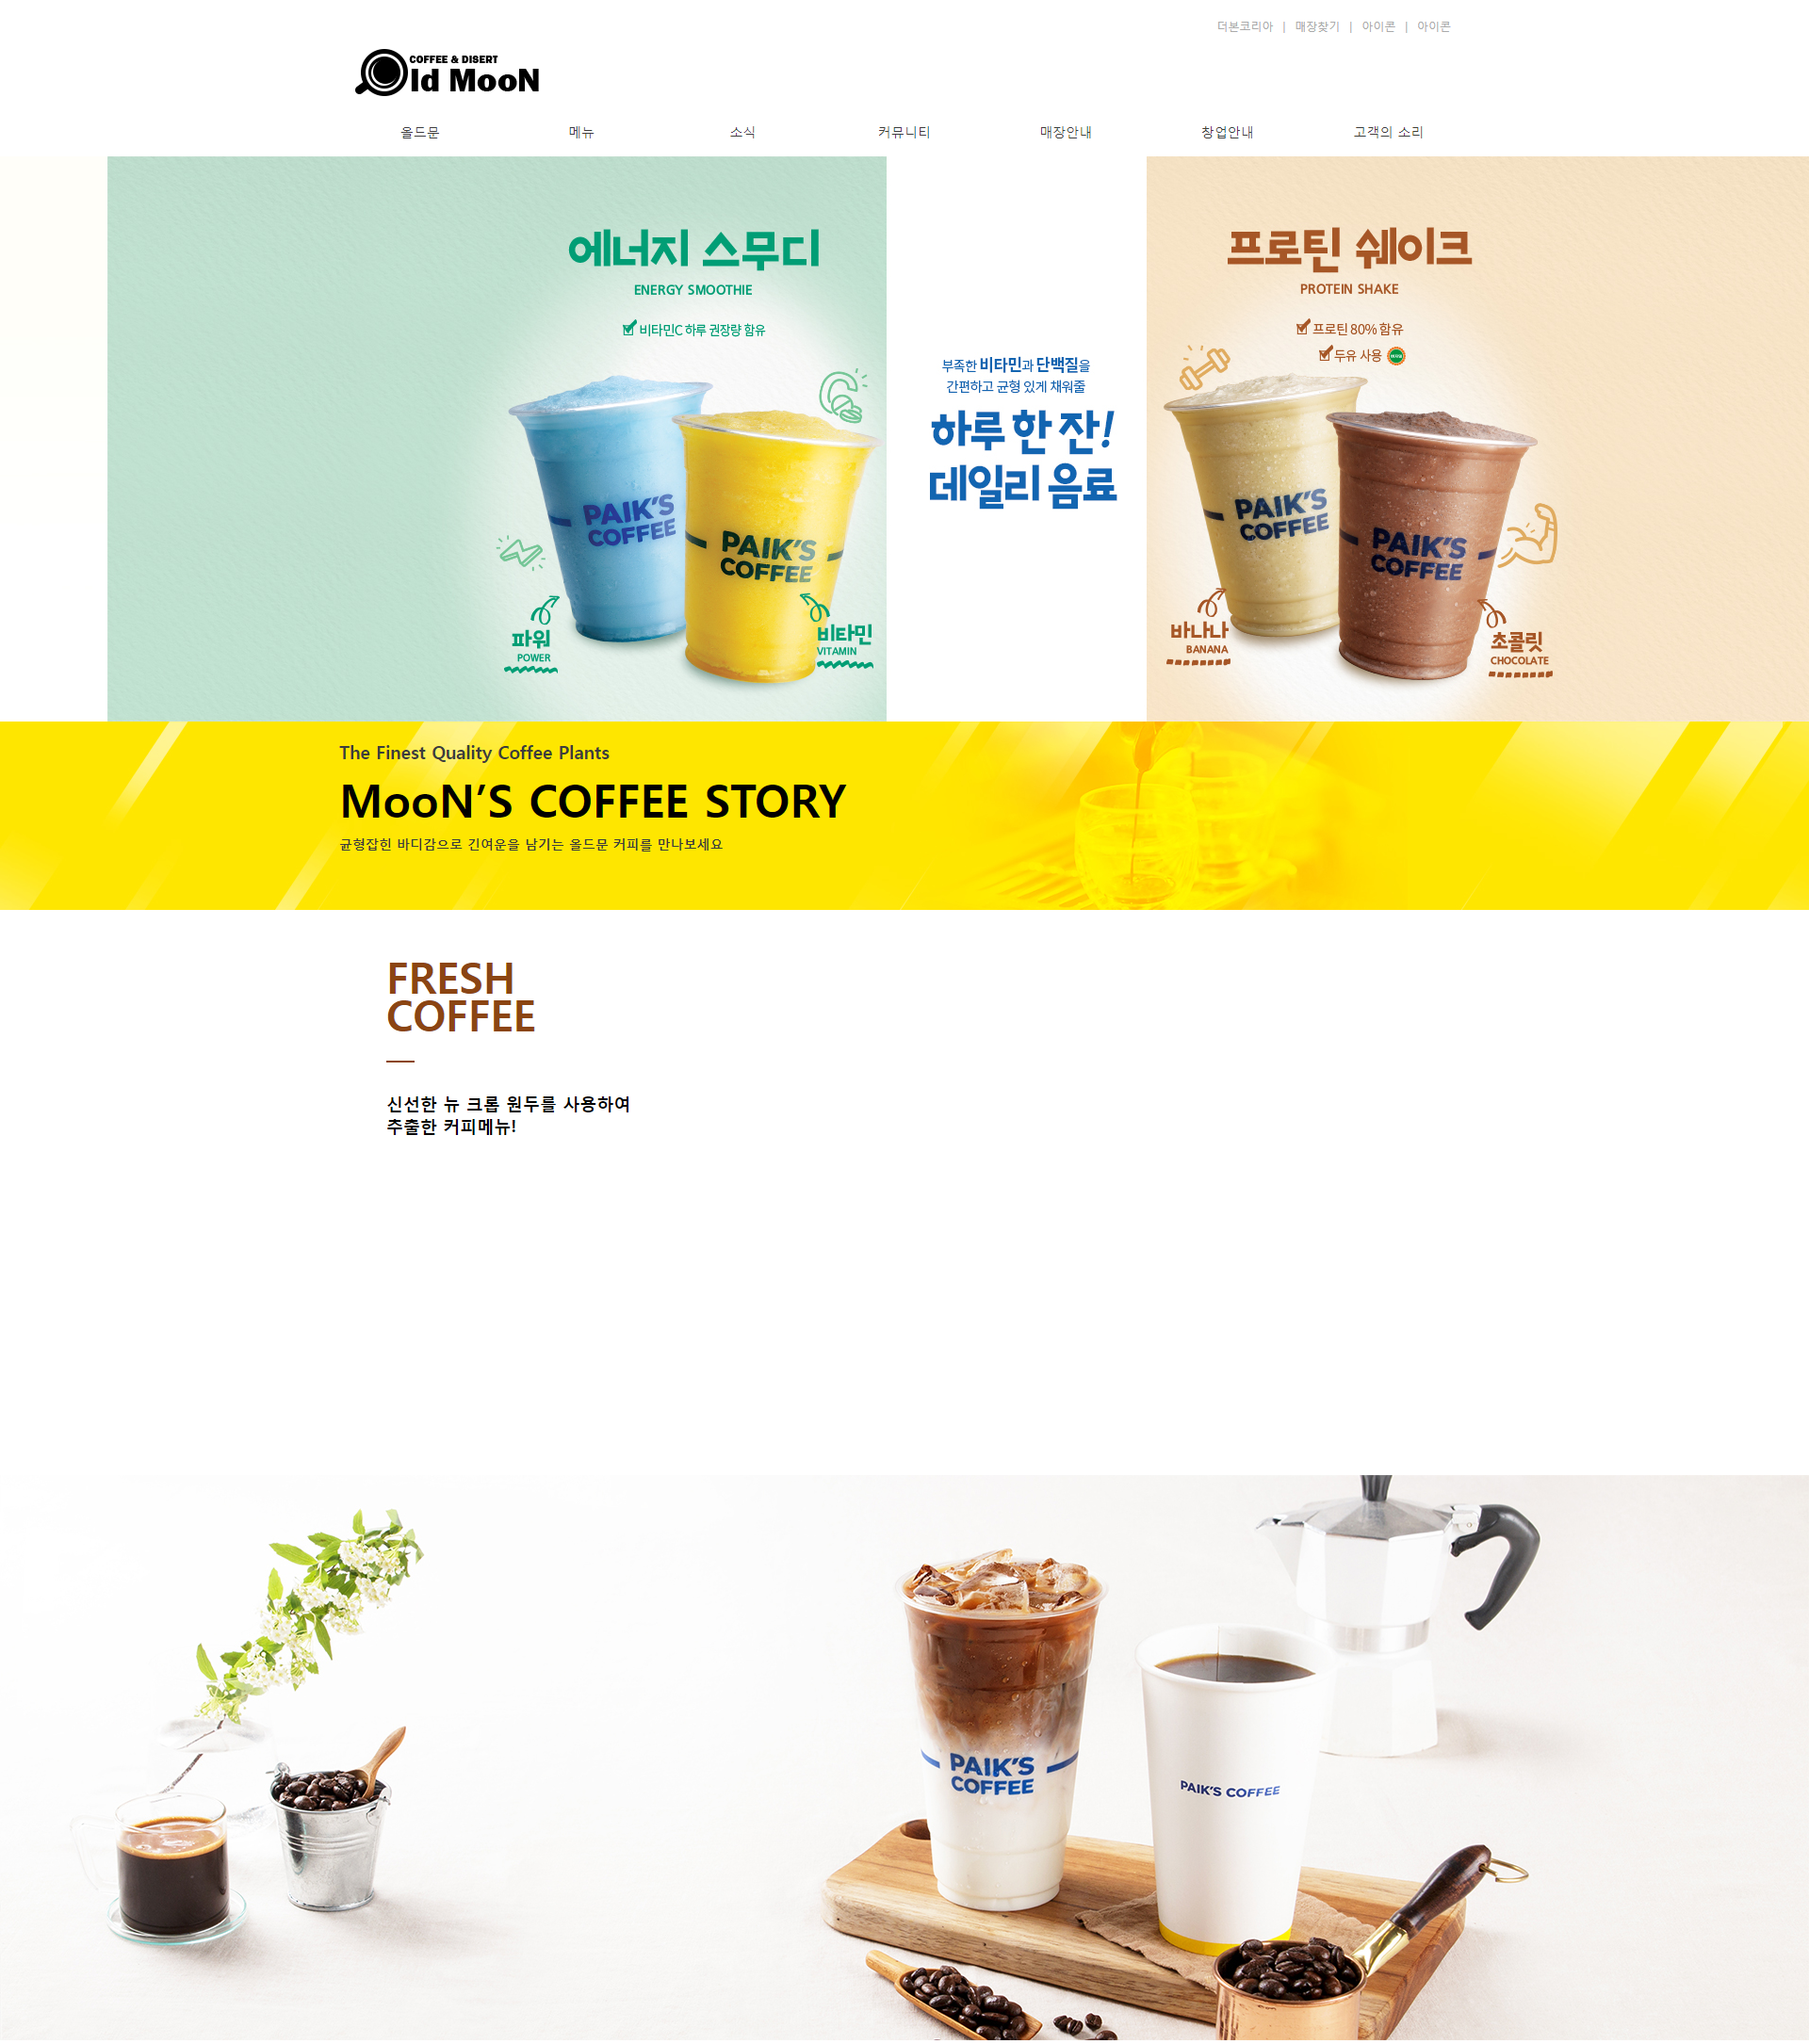 더본코리아 | 매장찾기 | 아이콘 | 아이콘
COFFEE & DISERT
Old MooN
올드문 메뉴 소식 커뮤니티 매장안내 창업안내 고객의 소리
에너지 스무디
ENERGY SMOOTHIE
비타민C 하루 권장량 함유
PAIK'S
COFFEE
PAIK'S
COFFEE
파워
POWER
비타민
VITAMIN
부족한 비타민과 단백질을
간편하고 균형 있게 채워줄
하루 한 잔!
데일리 음료
프로틴 쉐이크
PROTEIN SHAKE
프로틴 80% 함유
두유 사용
PAIK'S
COFFEE
PAIK'S
COFFEE
바나나
BANANA
초콜릿
CHOCOLATE
The Finest Quality Coffee Plants
MooN'S COFFEE STORY
균형잡힌 바디감으로 긴여운을 남기는 올드문 커피를 만나보세요
FRESH
COFFEE
신선한 뉴 크롭 원두를 사용하여
추출한 커피메뉴!
PAIK'S
COFFEE
PAIK'S COFFEE